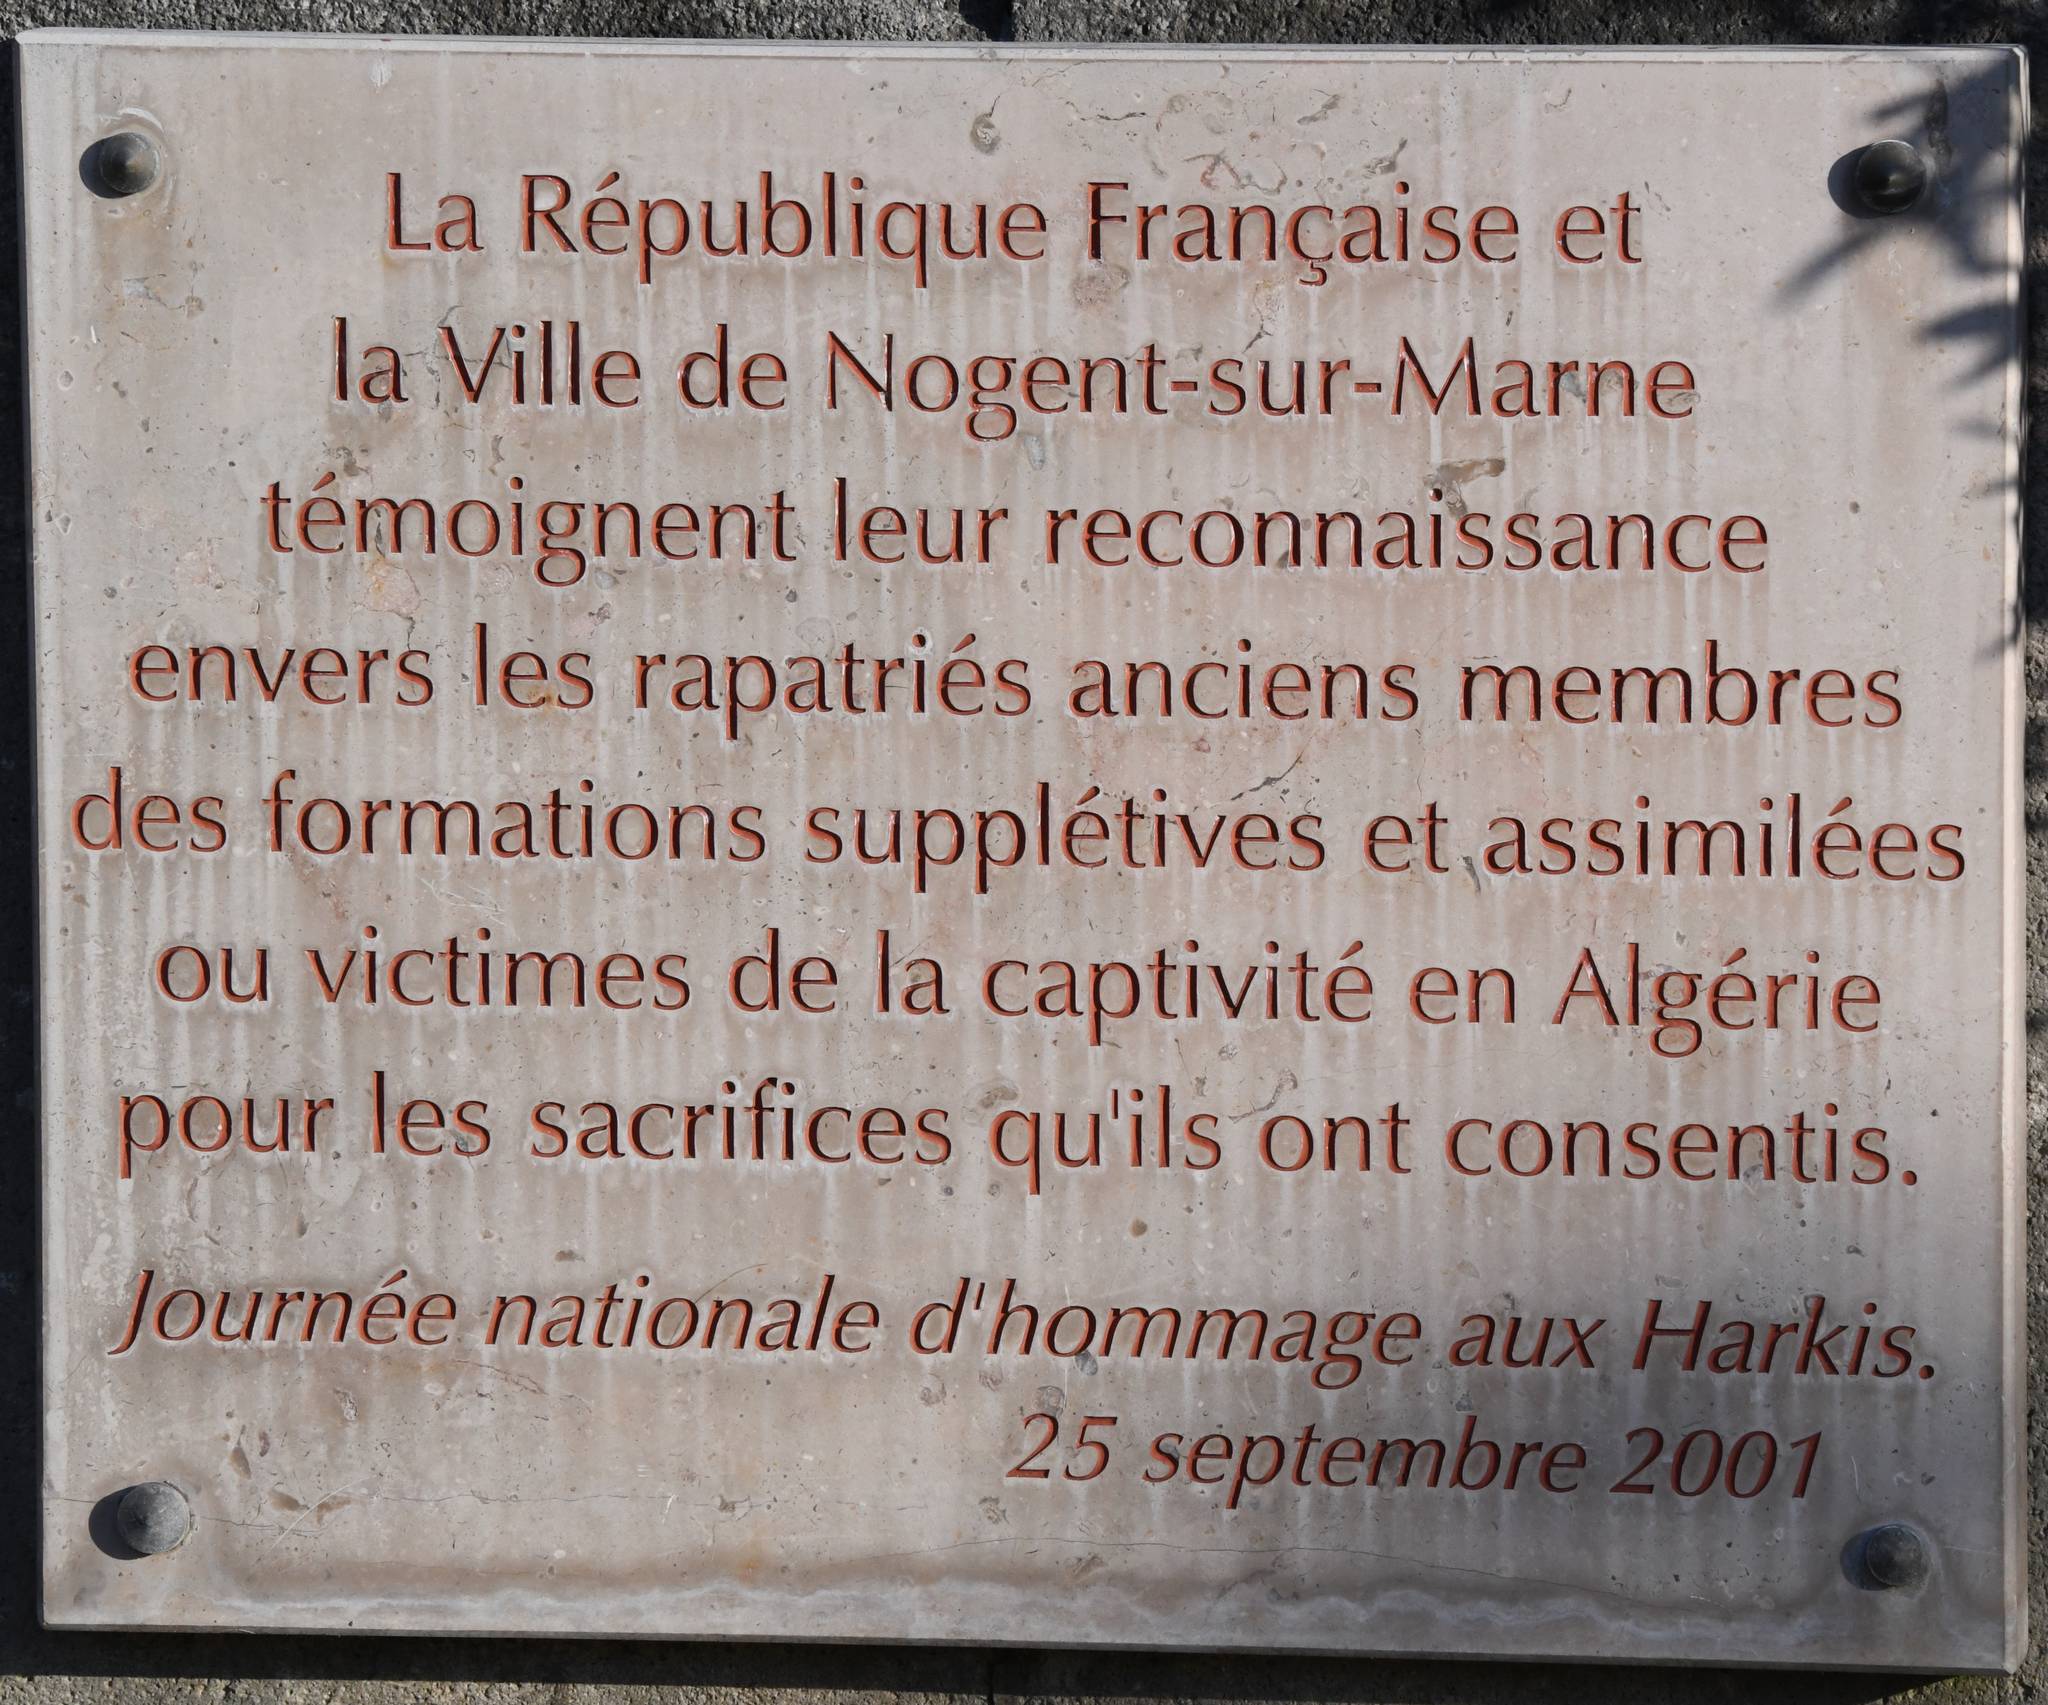 La République Française et
la Ville de Nogent-sur-Marne
témoignent leur reconnaissance
envers les rapatriés anciens membres
des formations supplétives et assimilées
ou victimes de la captivité en Algérie
pour les sacrifices qu'ils ont consentis.
Journée nationale d'hommage aux Harkis.
25 septembre 2001